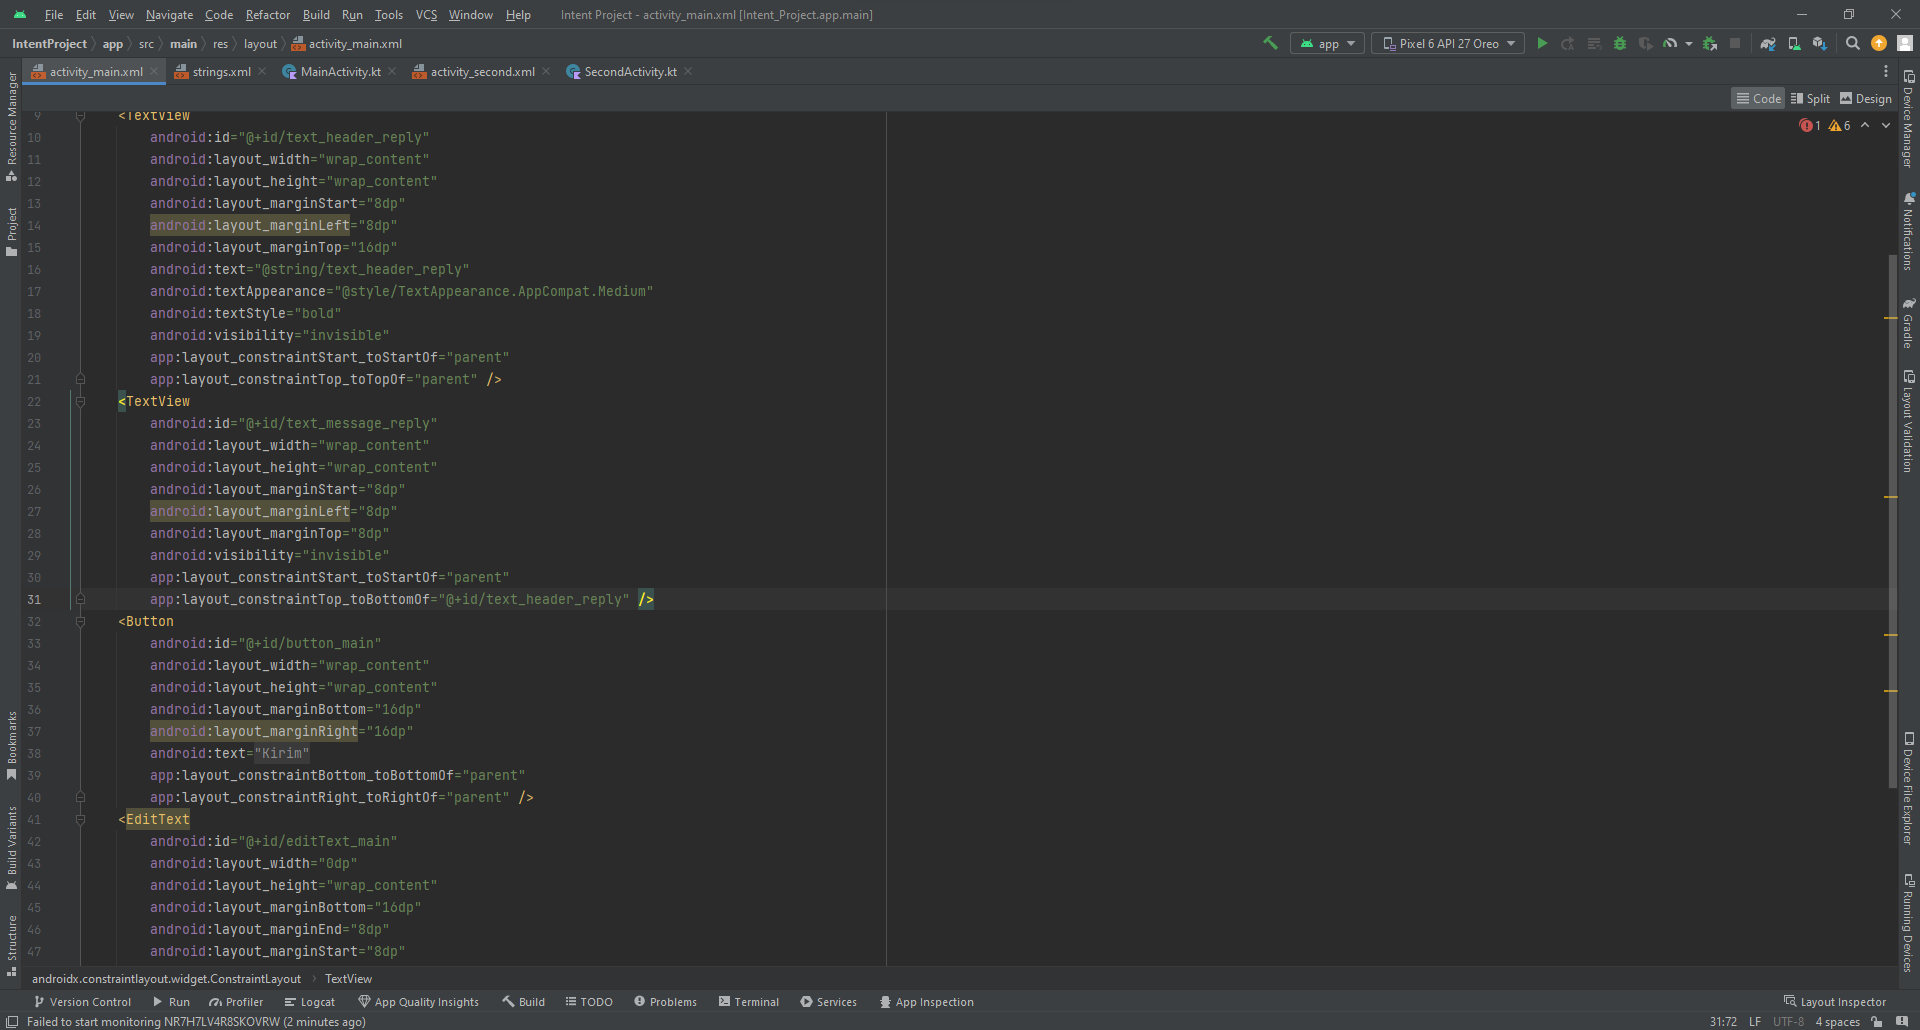 File Edit View Navigate Code Refactor Build Run Tools VCS Window Help Intent Project - activity_main.xml [Intent_Project.app.main]
IntentProject app src main res layout activity_main.xml app Pixel 6 API 27 Oreo
activity_main.xml strings.xml MainActivity.kt activity_second.xml SecondActivity.kt
Code Split Design
1 6
9 <TextView
10 android:id="@+id/text_header_reply"
11 android:layout_width="wrap_content"
12 android:layout_height="wrap_content"
13 android:layout_marginStart="8dp"
14 android:layout_marginLeft="8dp"
15 android:layout_marginTop="16dp"
16 android:text="@string/text_header_reply"
17 android:textAppearance="@style/TextAppearance.AppCompat.Medium"
18 android:textStyle="bold"
19 android:visibility="invisible"
20 app:layout_constraintStart_toStartOf="parent"
21 app:layout_constraintTop_toTopOf="parent" />
22 <TextView
23 android:id="@+id/text_message_reply"
24 android:layout_width="wrap_content"
25 android:layout_height="wrap_content"
26 android:layout_marginStart="8dp"
27 android:layout_marginLeft="8dp"
28 android:layout_marginTop="8dp"
29 android:visibility="invisible"
30 app:layout_constraintStart_toStartOf="parent"
31 app:layout_constraintTop_toBottomOf="@+id/text_header_reply" />
32 <Button
33 android:id="@+id/button_main"
34 android:layout_width="wrap_content"
35 android:layout_height="wrap_content"
36 android:layout_marginBottom="16dp"
37 android:layout_marginRight="16dp"
38 android:text="Kirim"
39 app:layout_constraintBottom_toBottomOf="parent"
40 app:layout_constraintRight_toRightOf="parent" />
41 <EditText
42 android:id="@+id/editText_main"
43 android:layout_width="0dp"
44 android:layout_height="wrap_content"
45 android:layout_marginBottom="16dp"
46 android:layout_marginEnd="8dp"
47 android:layout_marginStart="8dp"
androidx.constraintlayout.widget.ConstraintLayout TextView
Version Control Run Profiler Logcat App Quality Insights Build TODO Problems Terminal Services App Inspection Layout Inspector
Failed to start monitoring NR7H7LV4R8SKOVRW (2 minutes ago) 31:72 LF UTF-8 4 spaces
Resource Manager
Project
Bookmarks
Build Variants
Structure
Device Manager
Notifications
Gradle
Layout Validation
Device File Explorer
Running Devices